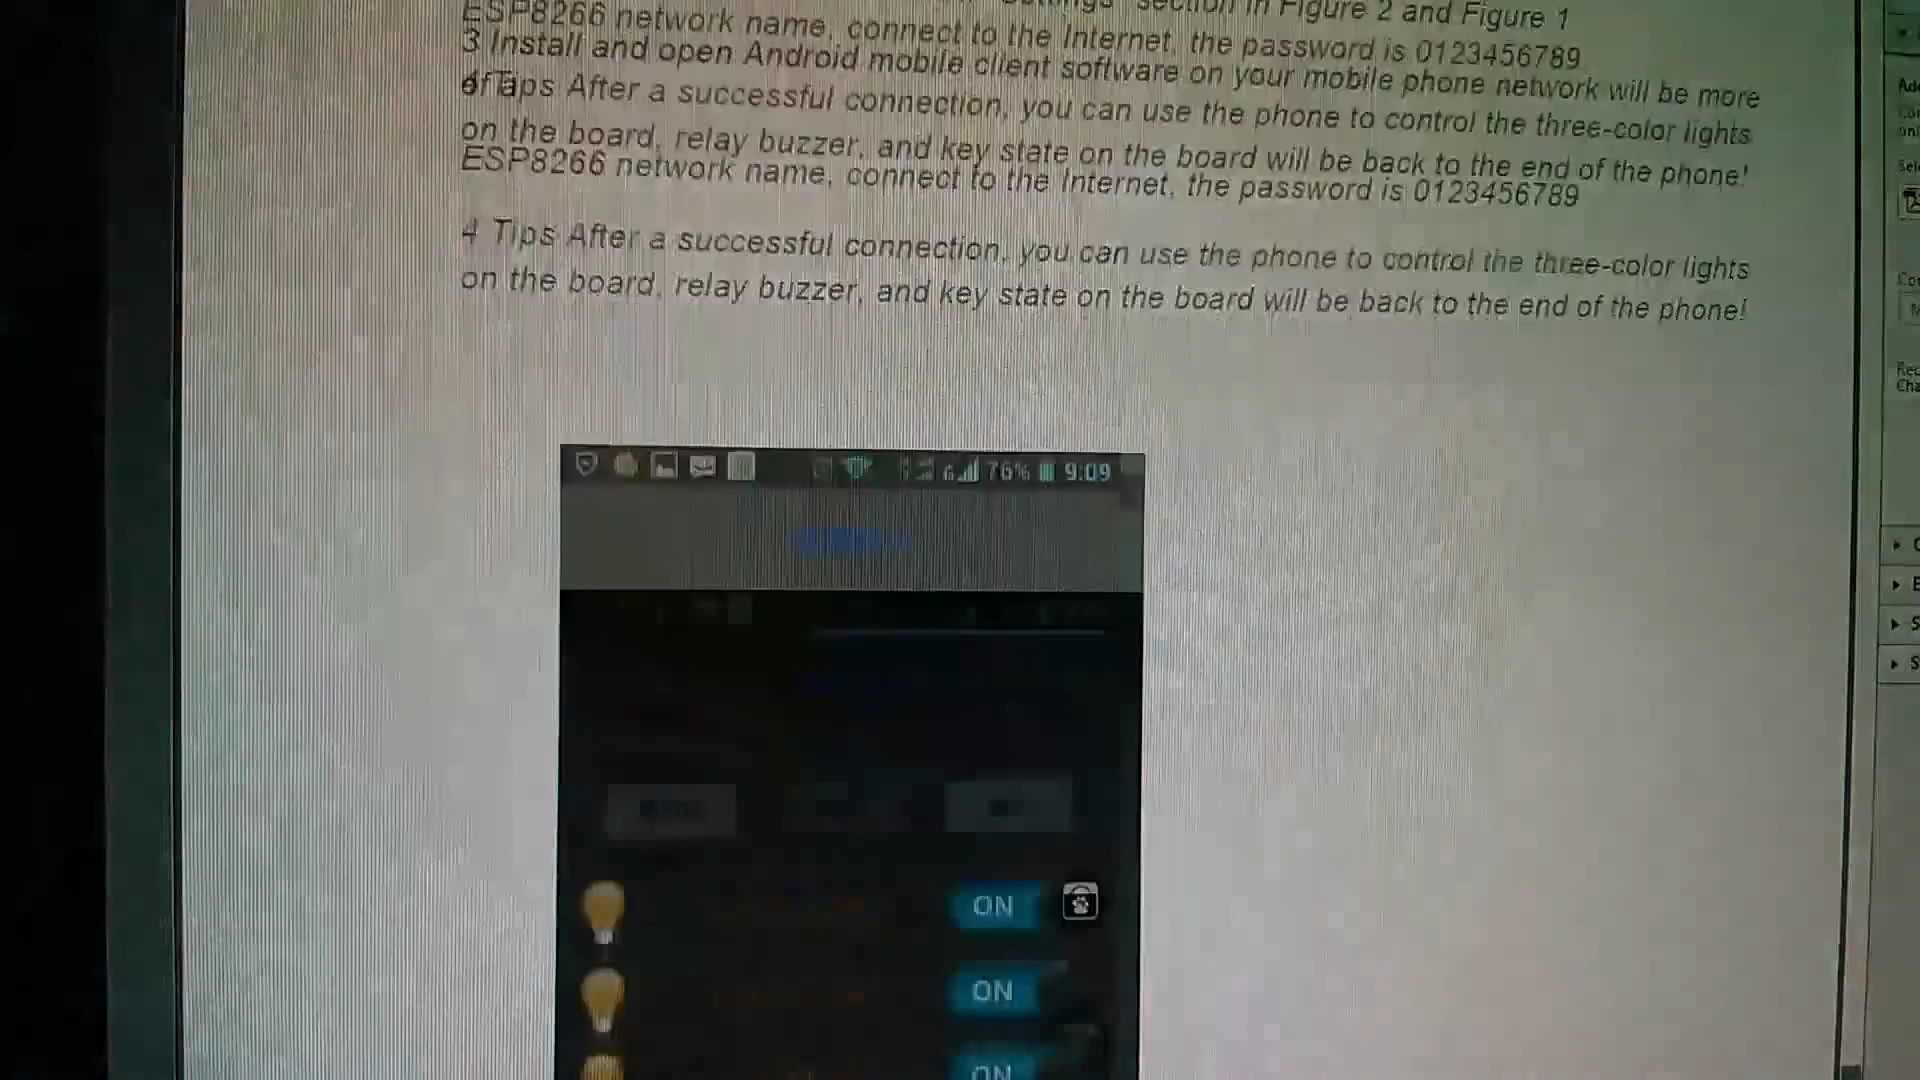 section in Figure 2 and Figure 1
ESP8266 network name, connect to the Internet, the password is 0123456789
3 Install and open Android mobile client software on your mobile phone network will be more
Tips After a successful connection, you can use the phone to control the three-color lights
on the board, relay buzzer, and key state on the board will be back to the end of the phone!
ESP8266 network name, connect to the Internet, the password is 0123456789
4 Tips After a successful connection, you can use the phone to control the three-color lights
on the board, relay buzzer, and key state on the board will be back to the end of the phone!
76% 9:09
ON
ON
ON